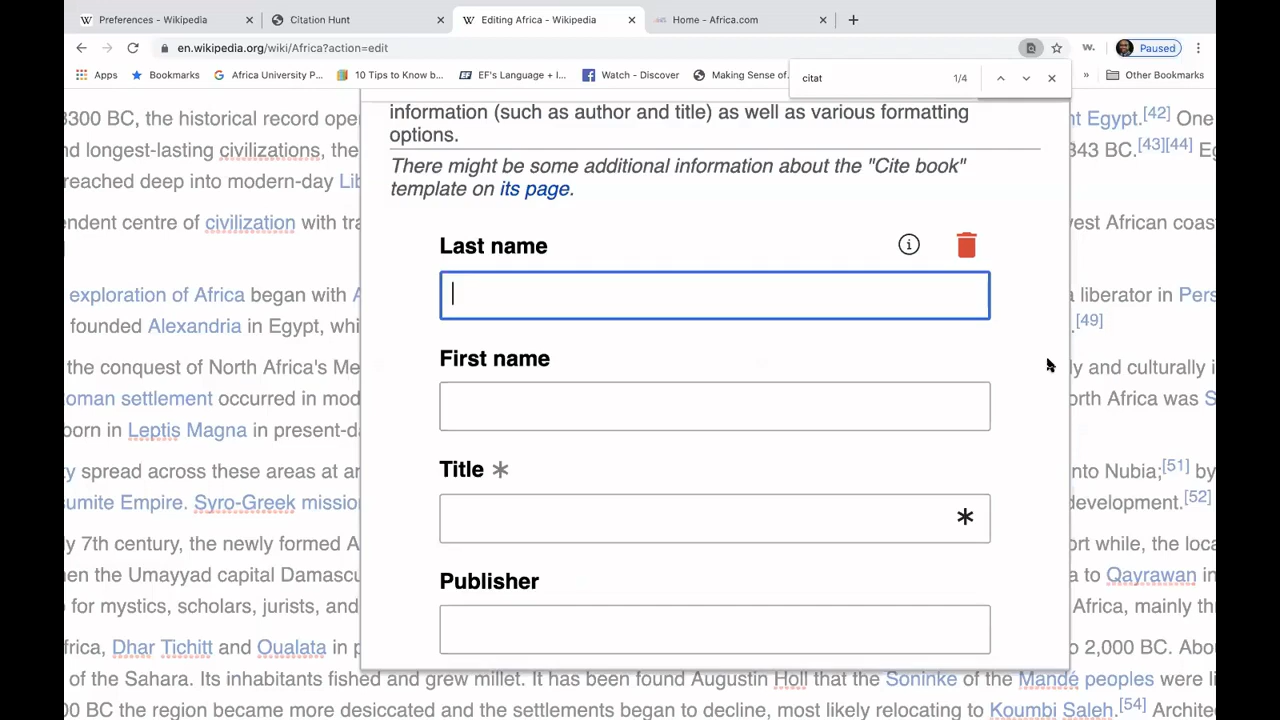 Preferences - Wikipedia
Citation Hunt
Editing Africa - Wikipedia
Home - Africa.com
en.wikipedia.org/wiki/Africa?action=edit
W.
Paused
Apps
Bookmarks
Africa University P...
10 Tips to Know b...
EF's Language + I...
Watch - Discover
Making Sense of
citat
1/4
»
Other Bookmarks
information (such as author and title) as well as various formatting
options.
There might be some additional information about the "Cite book"
template on its page.
Last name
First name
Title *
*
Publisher
3300 BC, the historical record
nt Egypt.[42] One
nd longest-lasting civilizations, the
343 BC.[43][44]
reached deep into modern-day
endent centre of civilization with
vest African coas
exploration of Africa began with
a liberator in Pers
founded Alexandria in Egypt, whi
[49]
the conquest of North Africa's Me
ly and culturally i
oman settlement occurred in mod
orth Africa was S
born in Leptis Magna in present-da
ty spread across these areas at
nto Nubia;[51] by
umite Empire. Syro-Greek mission
development.[52]
ly 7th century, the newly formed A
ort while, the loca
hen the Umayyad capital Damascu
a to Qayrawan in
for mystics, scholars, jurists, and
Africa, mainly
frica, Dhar Tichitt and Oualata in p
o 2,000 BC. Abo
of the Sahara. Its inhabitants fished and grew millet. It has been found Augustin Holl that the Soninke of the Mandé peoples were li
00 BC the region became more desiccated and the settlements began to decline, most likely relocating to Koumbi Saleh.[54] Archite